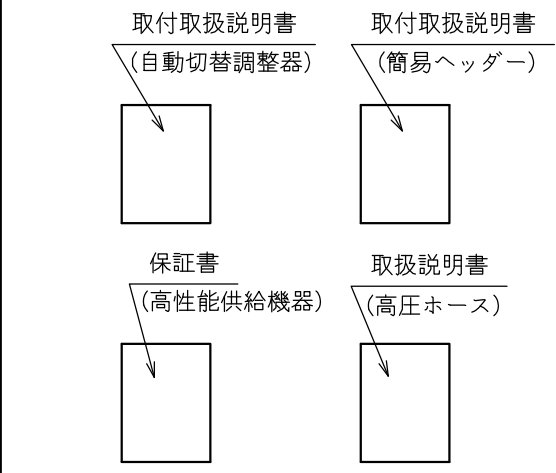 取付取扱説明書
(自動切替調整器)
取付取扱説明書
(簡易ヘッダー)
保証書
(高性能供給機器)
取扱説明書
(高圧ホース)